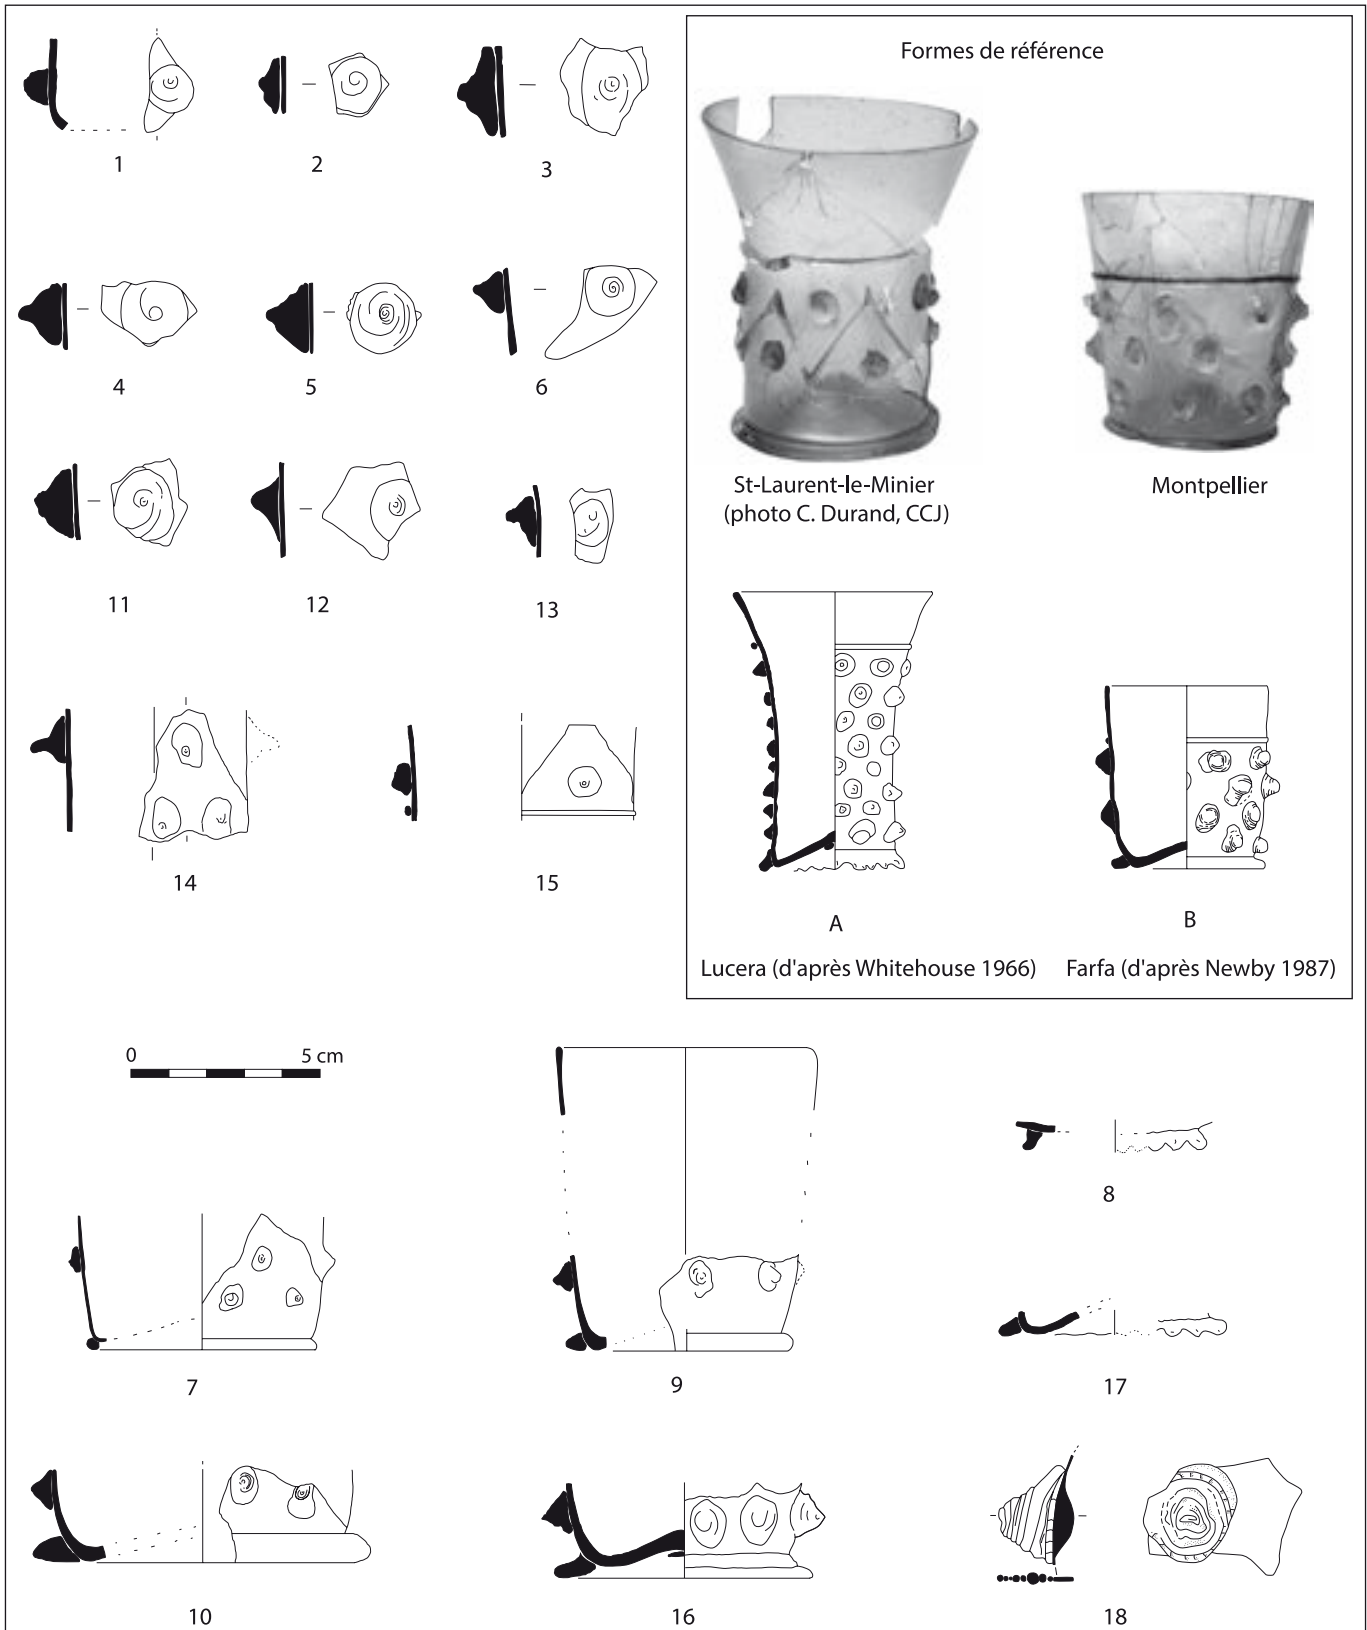 Formes de référence
1
2
3
4
5
6
St-Laurent-le-Minier
(photo C. Durand, CCJ)
Montpellier
11
12
13
14
15
A
B
Lucera (d'après Whitehouse 1966)
Farfa (d'après Newby 1987)
0 5 cm
8
7
9
17
10
16
18